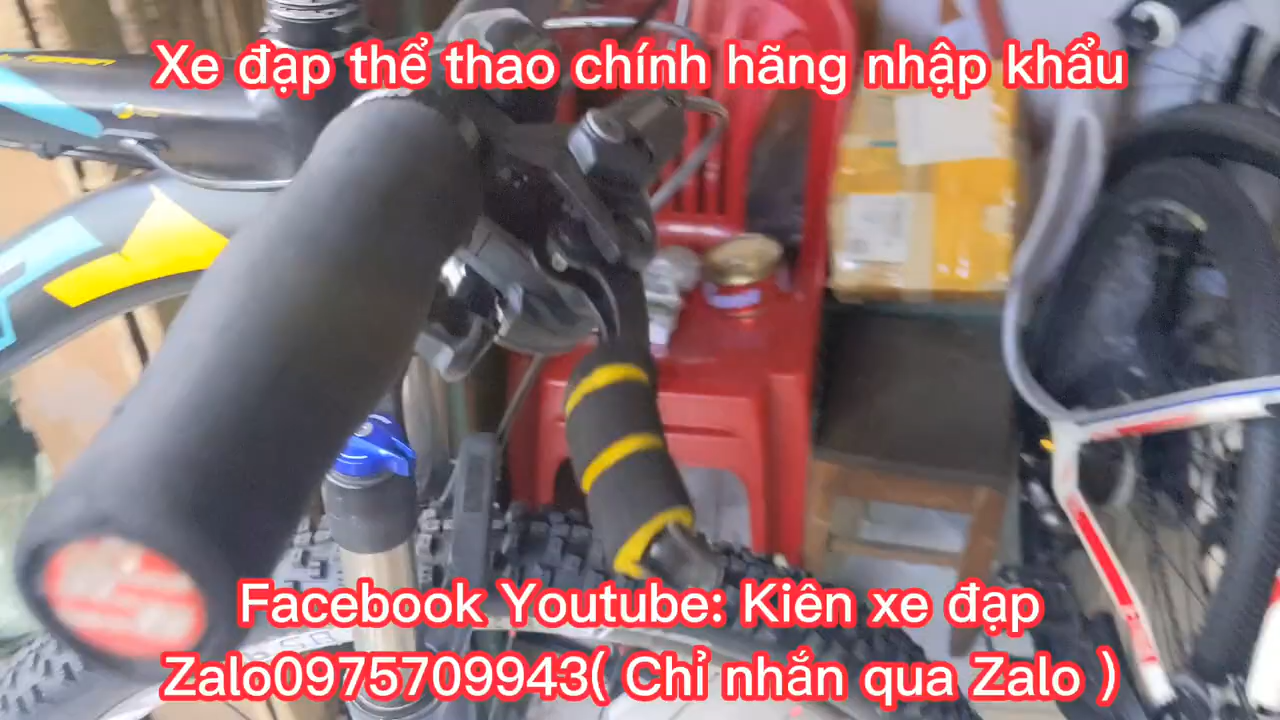 Xe đạp thể thao chính hãng nhập khẩu
Facebook Youtube: Kiên xe đạp
Zalo0975709943( Chỉ nhắn qua Zalo )